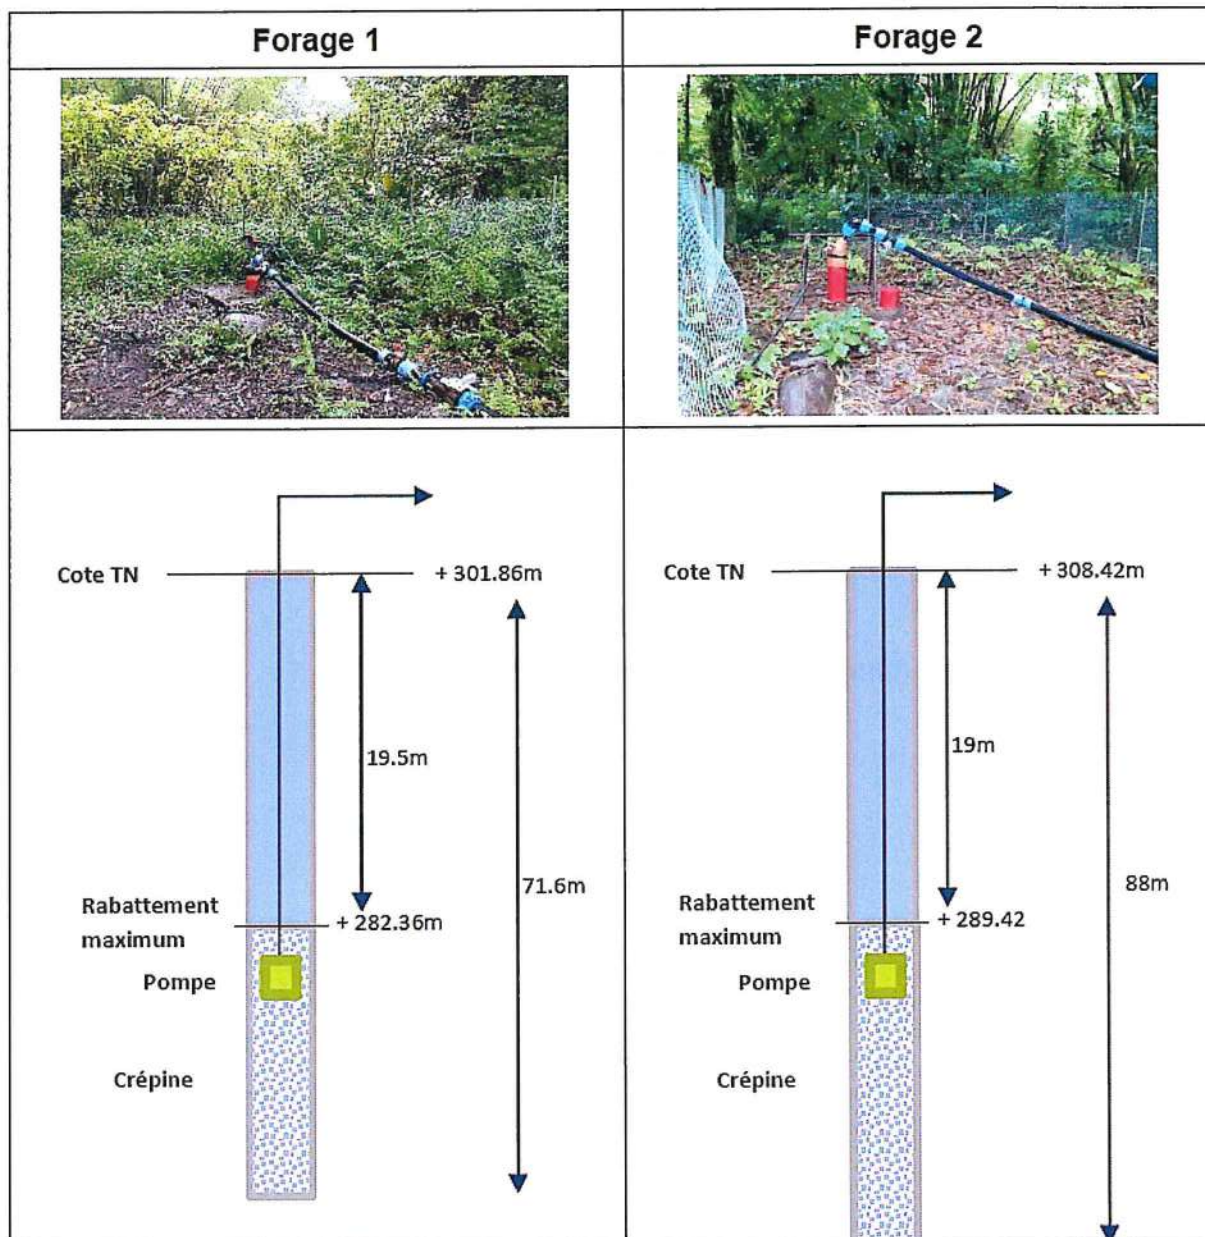 Forage 1
Forage 2
Cote TN
+ 301.86m
19.5m
71.6m
Rabattement
maximum
+ 282.36m
Pompe
Crépine
Cote TN
+ 308.42m
19m
88m
Rabattement
maximum
+ 289.42
Pompe
Crépine